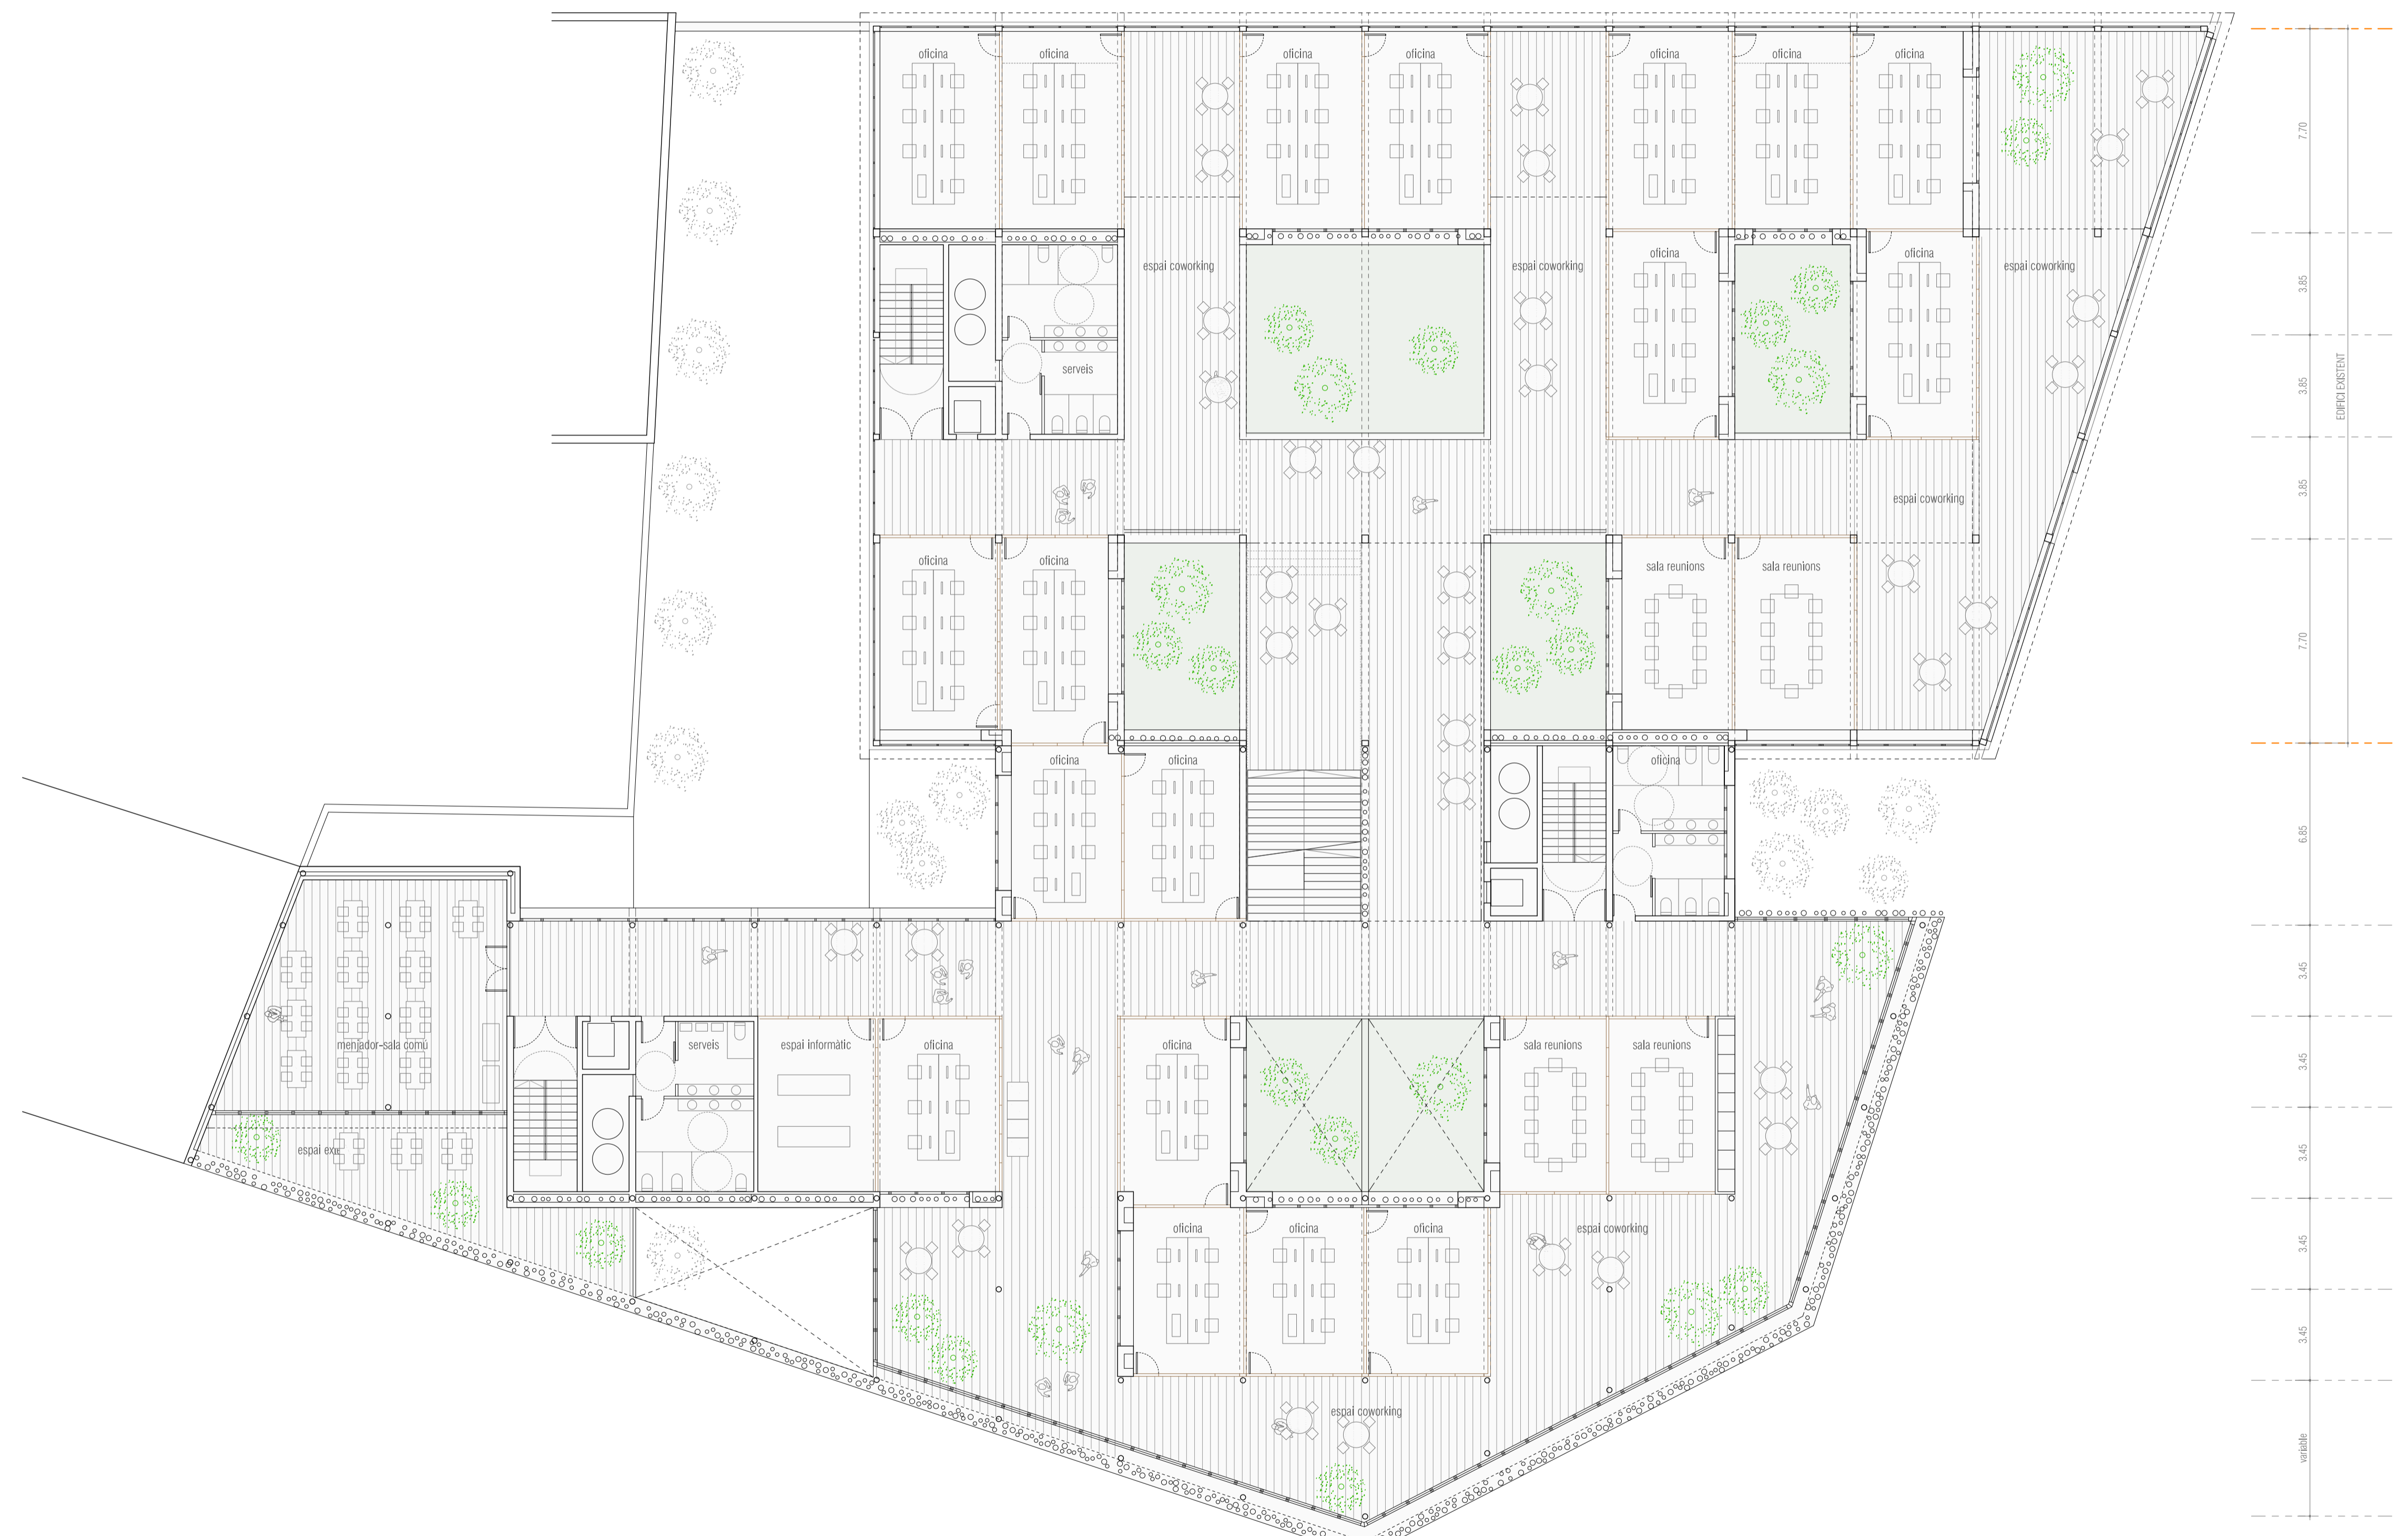 oficina
oficina
oficina
oficina
oficina
oficina
oficina
7.70
espai coworking
espai coworking
oficina
oficina
espai coworking
3.85
serveis
3.85
EDIFICI EXISTENT
espai coworking
3.85
oficina
oficina
sala reunions
sala reunions
7.70
oficina
oficina
oficina
6.85
3.45
menjador-sala comú
serveis
espai informàtic
oficina
oficina
sala reunions
sala reunions
3.45
espai exte
3.45
oficina
oficina
oficina
espai coworking
3.45
3.45
espai coworking
variable